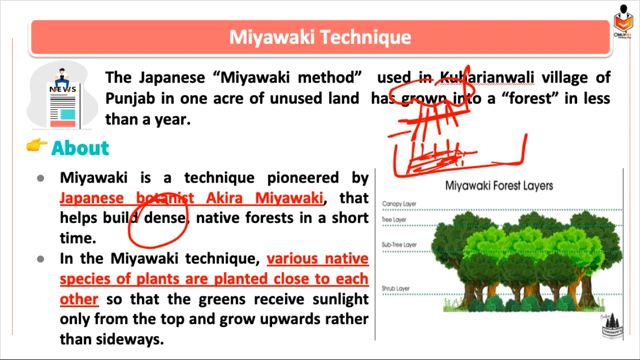 Miyawaki Technique
NEWS
The Japanese “Miyawaki method” used in Kuharianwali village of
Punjab in one acre of unused land has grown into a “forest” in less
than a year.
About
Miyawaki is a technique pioneered by
Japanese botanist Akira Miyawaki, that
helps build dense, native forests in a short
time.
In the Miyawaki technique, various native
species of plants are planted close to each
other so that the greens receive sunlight
only from the top and grow upwards rather
than sideways.
Miyawaki Forest Layers
Canopy Layer
Tree Layer
Sub-Tree Layer
Shrub Layer